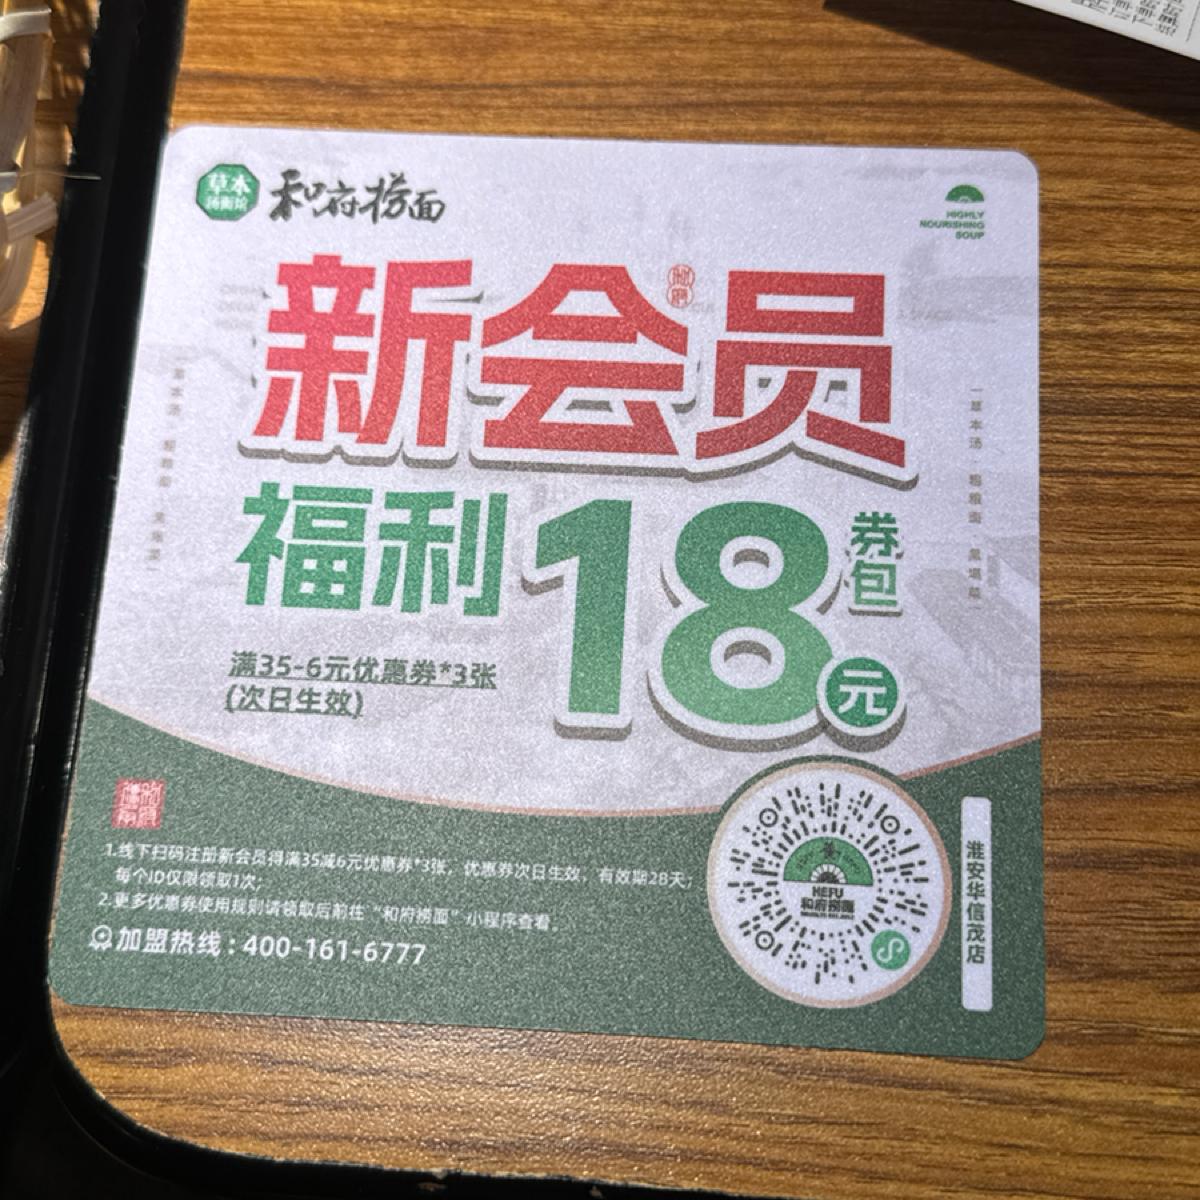 草本
汤面馆
和府捞面
HIGHLY
NOURISHING
SOUP
新会员
福利18元
券包
满35-6元优惠券*3张
(次日生效)
1.线下扫码注册新会员得满35减6元优惠券*3张，优惠券次日生效，有效期28天；
每个ID仅限领取1次；
2.更多优惠券使用规则请领取后前往“和府捞面”小程序查看。
加盟热线：400-161-6777
HEFU
和府捞面
淮安华信茂店